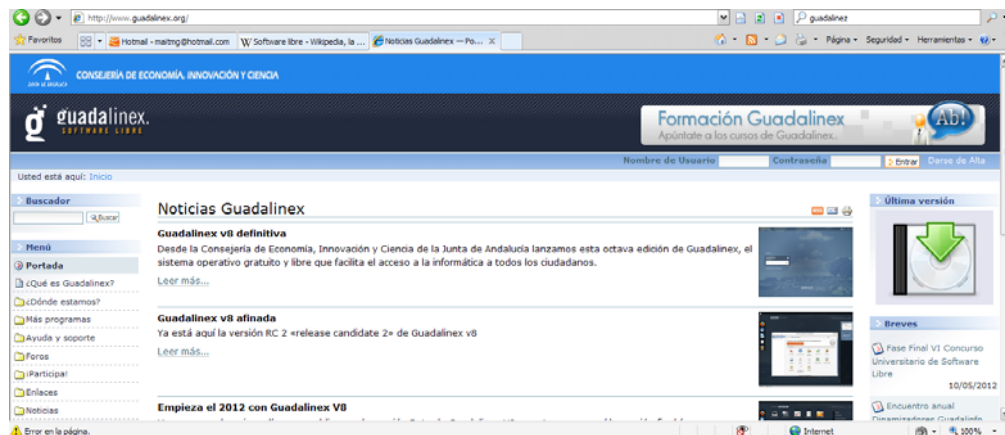 http://www.guadalinex.org/
guadalinez
Favoritos
Hotmail - maitmg@hotmail.com
Software libre - Wikipedia, la ...
Noticias Guadalinex — Po...
Página
Seguridad
Herramientas
CONSEJERÍA DE ECONOMÍA, INNOVACIÓN Y CIENCIA
guadalinex.
SOFTWARE LIBRE
Formación Guadalinex
Apúntate a los cursos de Guadalinex..
Ab!
Nombre de Usuario
Contraseña
Entrar
Darse de Alta
Usted está aquí: Inicio
Buscador
Buscar
Menú
Portada
¿Qué es Guadalinex?
¿Dónde estamos?
Más programas
Ayuda y soporte
Foros
¡Participa!
Enlaces
Noticias
Noticias Guadalinex
Guadalinex v8 definitiva
Desde la Consejería de Economía, Innovación y Ciencia de la Junta de Andalucía lanzamos esta octava edición de Guadalinex, el
sistema operativo gratuito y libre que facilita el acceso a la informática a todos los ciudadanos.
Leer más...
Guadalinex v8 afinada
Ya está aquí la versión RC 2 «release candidate 2» de Guadalinex v8
Leer más...
Empieza el 2012 con Guadalinex V8
Última versión
Breves
Fase Final VI Concurso
Universitario de Software
Libre
10/05/2012
Encuentro anual
Dinamizadores Guadalinfo
Error en la página.
Internet
100%